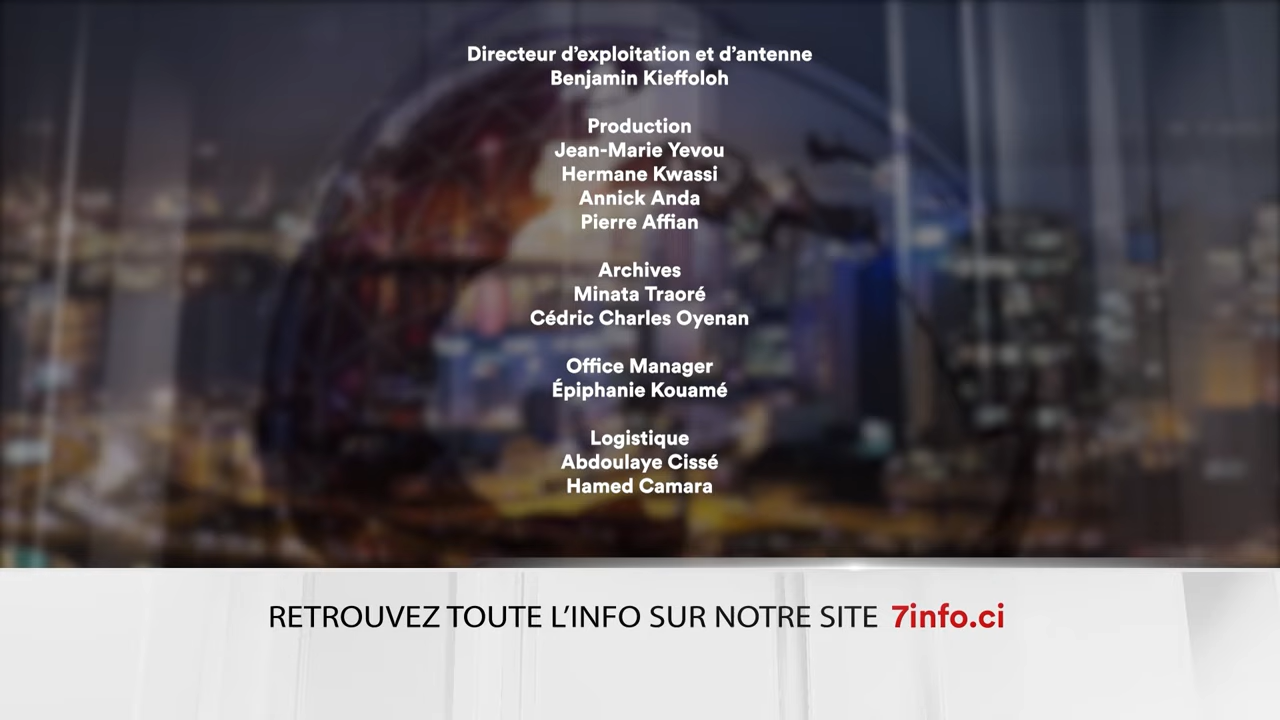 Directeur d’exploitation et d’antenne
Benjamin Kieffoloh
Production
Jean-Marie Yevou
Hermane Kwassi
Annick Anda
Pierre Affian
Archives
Minata Traoré
Cédric Charles Oyenan
Office Manager
Épiphanie Kouamé
Logistique
Abdoulaye Cissé
Hamed Camara
RETROUVEZ TOUTE L’INFO SUR NOTRE SITE 7info.ci